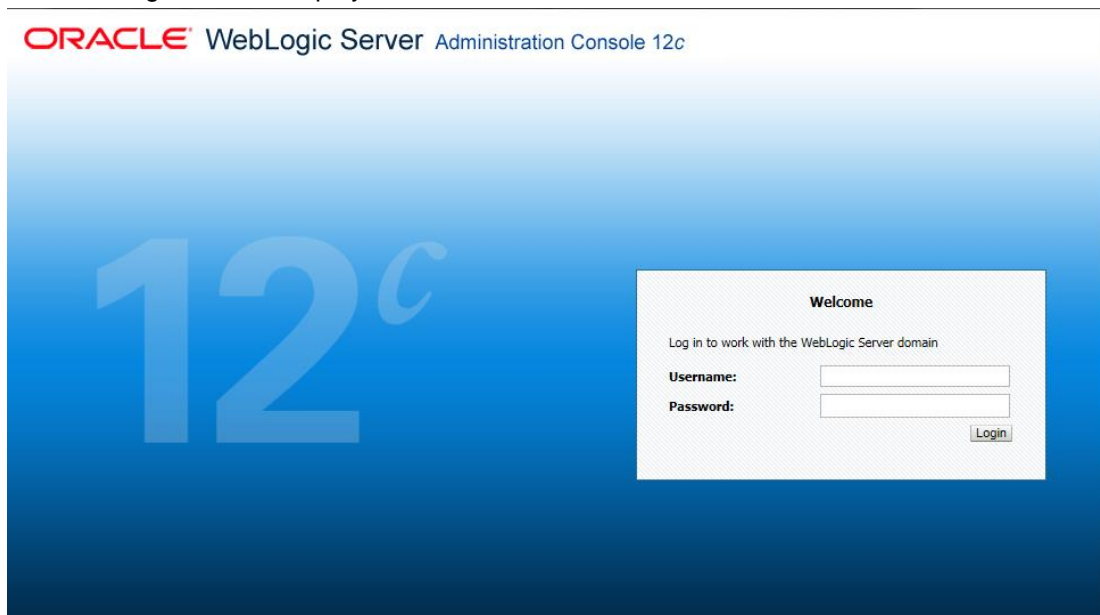 ORACLE WebLogic Server Administration Console 12c
12c
Welcome
Log in to work with the WebLogic Server domain
Username:
Password:
Login